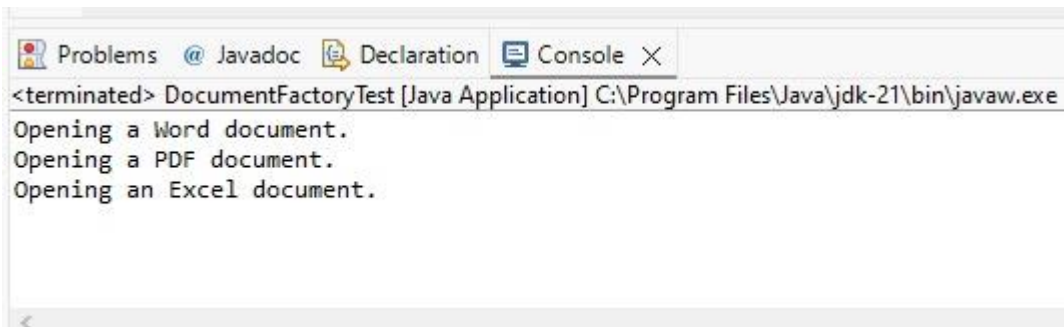 Problems @ Javadoc Declaration Console
<terminated> DocumentFactoryTest [Java Application] C:\Program Files\Java\jdk-21\bin\javaw.exe
Opening a Word document.
Opening a PDF document.
Opening an Excel document.